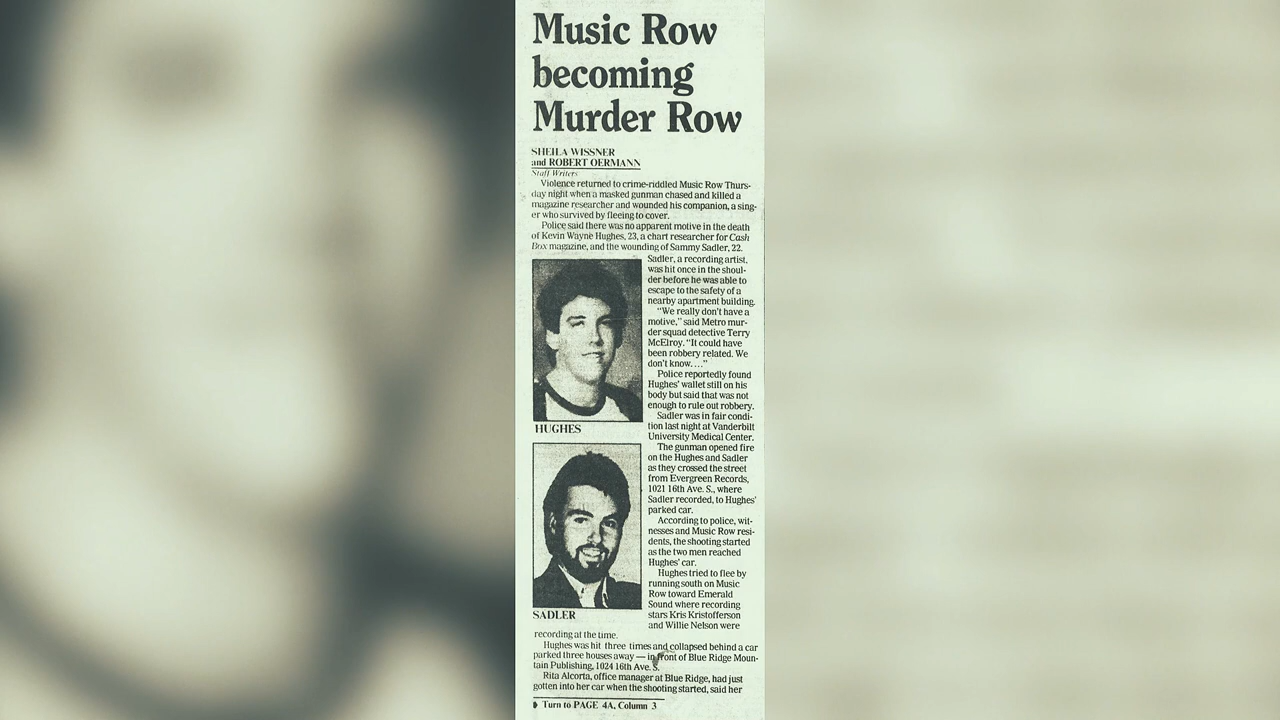 Music Row
becoming
Murder Row
SHEILA WISSNER
and ROBERT OERMANN
Staff Writers
Violence returned to crime-riddled Music Row Thurs-
day night when a masked gunman chased and killed a
magazine researcher and wounded his companion, a sing-
er who survived by fleeing to cover.
Police said there was no apparent motive in the death
of Kevin Wayne Hughes, 23, a chart researcher for Cash
Box magazine, and the wounding of Sammy Sadler, 22.
Sadler, a recording artist,
was hit once in the shoul-
der before he was able to
escape to the safety of a
nearby apartment building.
"We really don't have a
motive," said Metro mur-
der squad detective Terry
McElroy. "It could have
been robbery related. We
don't know. ..."
Police reportedly found
Hughes' wallet still on his
body but said that was not
enough to rule out robbery.
Sadler was in fair condi-
tion last night at Vanderbilt
University Medical Center.
The gunman opened fire
on the Hughes and Sadler
as they crossed the street
from Evergreen Records,
1021 16th Ave. S., where
Sadler recorded, to Hughes'
parked car.
According to police, wit-
nesses and Music Row resi-
dents, the shooting started
as the two men reached
Hughes' car.
Hughes tried to flee by
running south on Music
Row toward Emerald
Sound where recording
stars Kris Kristofferson
and Willie Nelson were
recording at the time.
Hughes was hit three times and collapsed behind a car
parked three houses away — in front of Blue Ridge Moun-
tain Publishing, 1024 16th Ave. S.
Rita Alcorta, office manager at Blue Ridge, had just
gotten into her car when the shooting started, said her
Turn to PAGE 4A, Column 3
HUGHES
SADLER